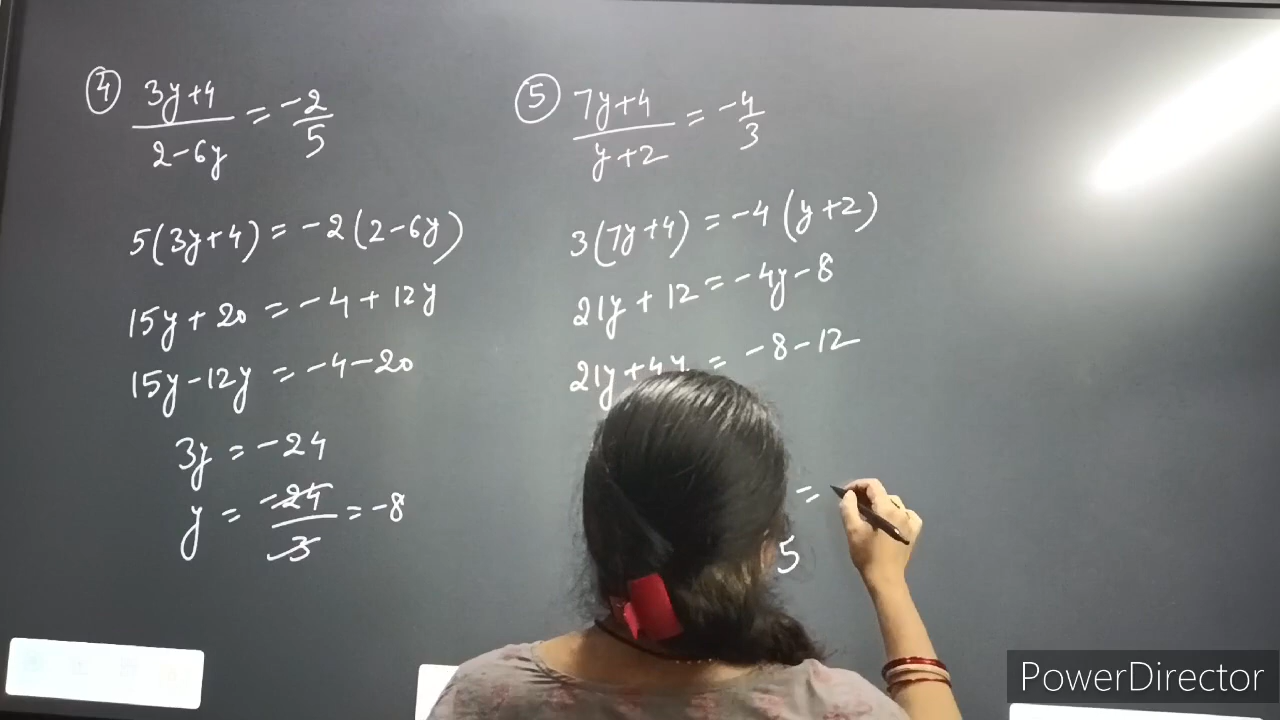 ④ 3y+4/2-6y = -2/5
5(3y+4) = -2(2-6y)
15y+20 = -4+12y
15y-12y = -4-20
3y = -24
y = -24/3 = -8
⑤ 7y+4/y+2 = -4/3
3(7y+4) = -4(y+2)
21y+12 = -4y-8
21y+4y = -8-12
=
5
PowerDirector